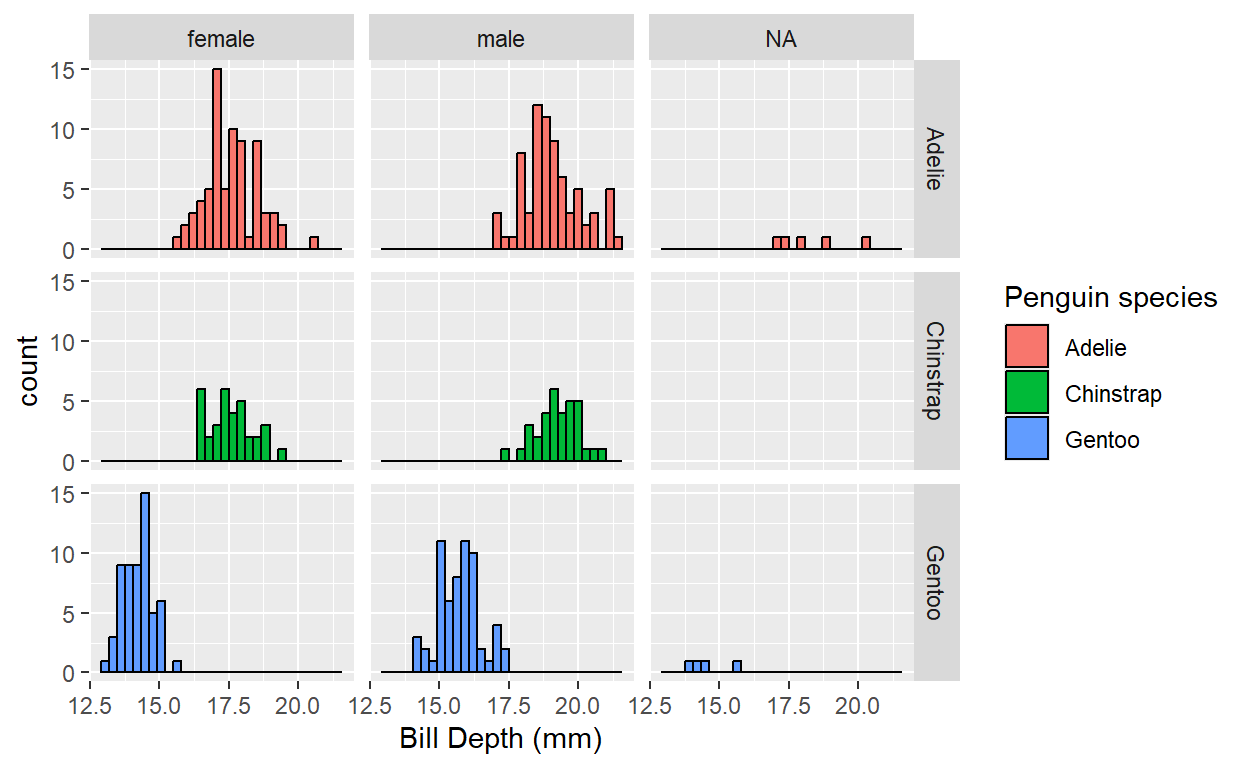 female male NA
15
10
5
0
Adelie
15
10
5
0
Chinstrap
15
10
5
0
Gentoo
12.5 15.0 17.5 20.0 12.5 15.0 17.5 20.0 12.5 15.0 17.5 20.0
Bill Depth (mm)
count
Penguin species
Adelie
Chinstrap
Gentoo